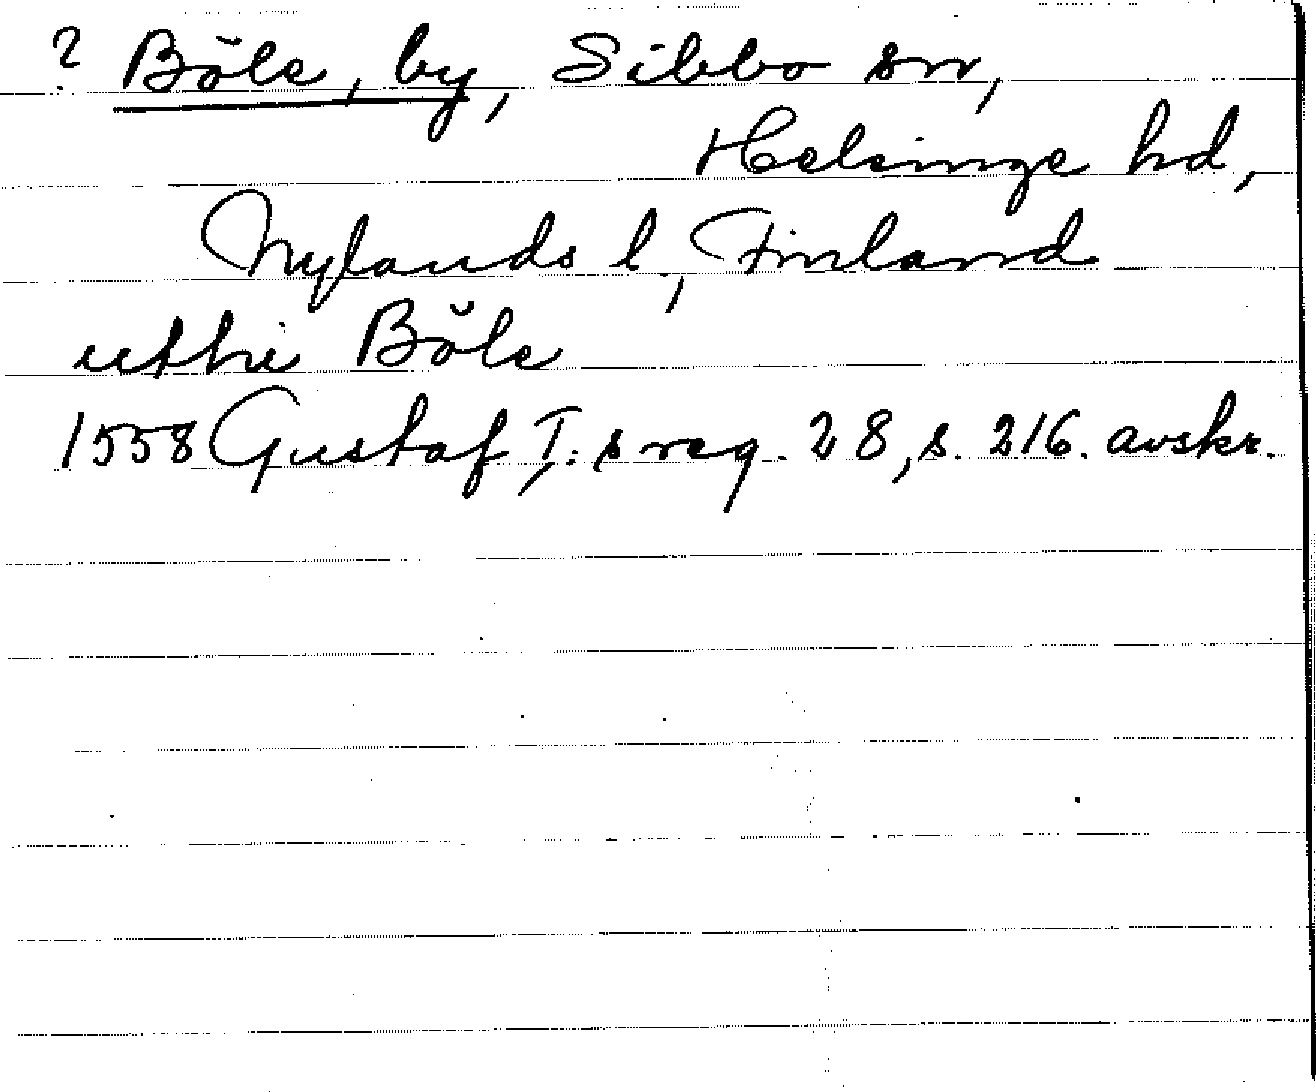 ? Böle, by, Sibbo sn,
Helsinge hd,
Nylands l, Finland
uthi Böle
1558 Gustaf I:s reg. 28, s. 216. avskr.